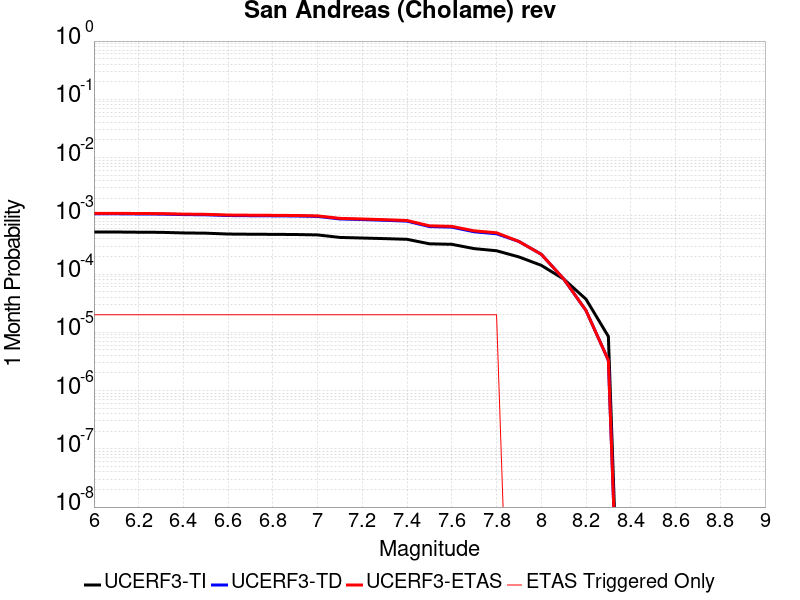 San Andreas (Cholame) rev
10^0
10^-1
10^-2
10^-3
10^-4
10^-5
10^-6
10^-7
10^-8
1 Month Probability
6 6.2 6.4 6.6 6.8 7 7.2 7.4 7.6 7.8 8 8.2 8.4 8.6 8.8 9
Magnitude
UCERF3-TI UCERF3-TD UCERF3-ETAS ETAS Triggered Only